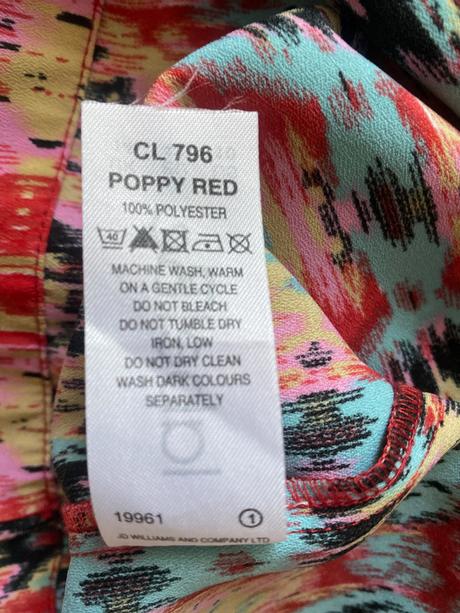 CL 796
POPPY RED
100% POLYESTER
40
MACHINE WASH, WARM
ON A GENTLE CYCLE
DO NOT BLEACH
DO NOT TUMBLE DRY
IRON, LOW
DO NOT DRY CLEAN
WASH DARK COLOURS
SEPARATELY
19961 1
JD WILLIAMS AND COMPANY LTD